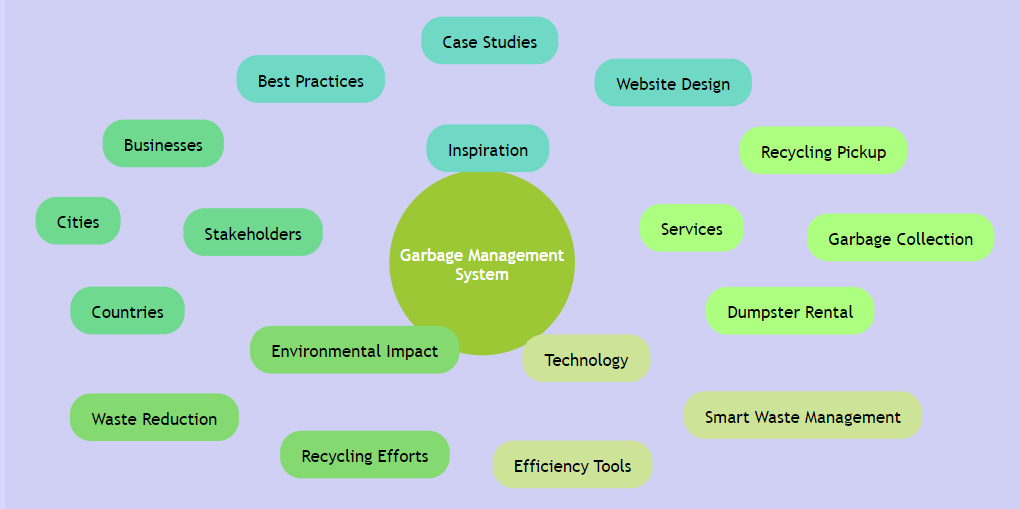 Case Studies
Best Practices
Website Design
Businesses
Inspiration
Recycling Pickup
Cities
Stakeholders
Services
Garbage Collection
Garbage Management
System
Countries
Dumpster Rental
Environmental Impact
Technology
Waste Reduction
Smart Waste Management
Recycling Efforts
Efficiency Tools